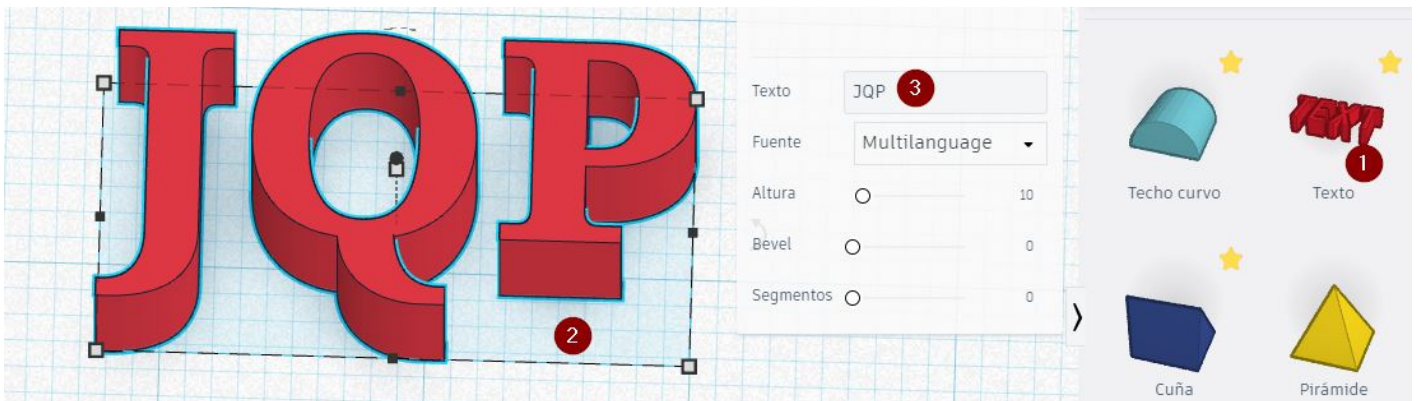 JQP
2
Texto JQP 3
Fuente Multilanguage
Altura 10
Bevel 0
Segmentos 0
TEXT
1
Techo curvo Texto
Cuña Pirámide